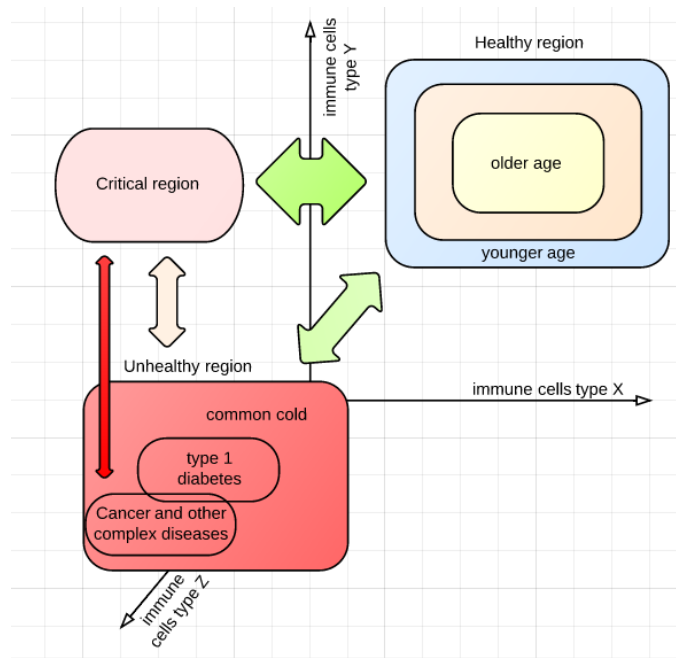 Healthy region
immune cells
type Y
older age
Critical region
younger age
Unhealthy region
immune cells type X
common cold
type 1
diabetes
Cancer and other
complex diseases
immune
cells type Z